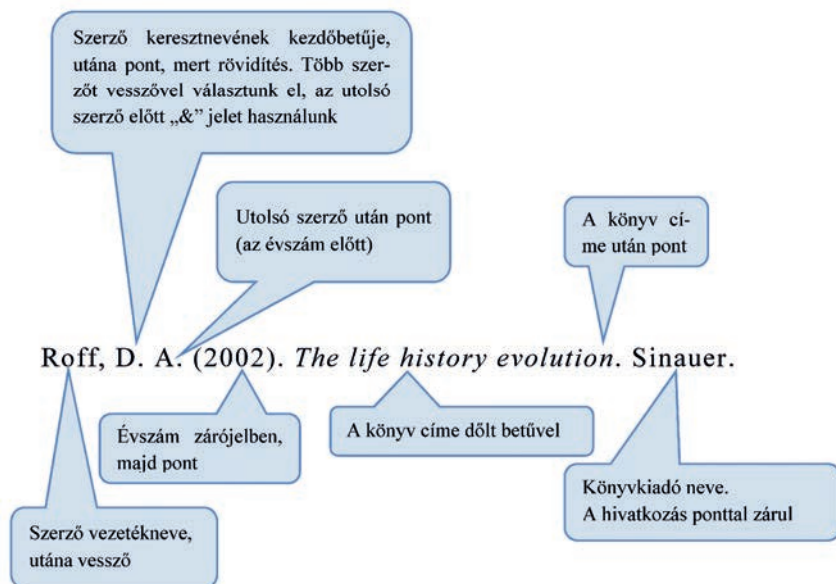 Szerző keresztnevének kezdőbetűje,
utána pont, mert rövidítés. Több szer-
zőt vesszővel választunk el, az utolsó
szerző előtt „&” jelet használunk
Utolsó szerző után pont
(az évszám előtt)
A könyv cí-
me után pont
Roff, D. A. (2002). The life history evolution. Sinauer.
Évszám zárójelben,
majd pont
A könyv címe dőlt betűvel
Könyvkiadó neve.
A hivatkozás ponttal zárul
Szerző vezetékneve,
utána vessző